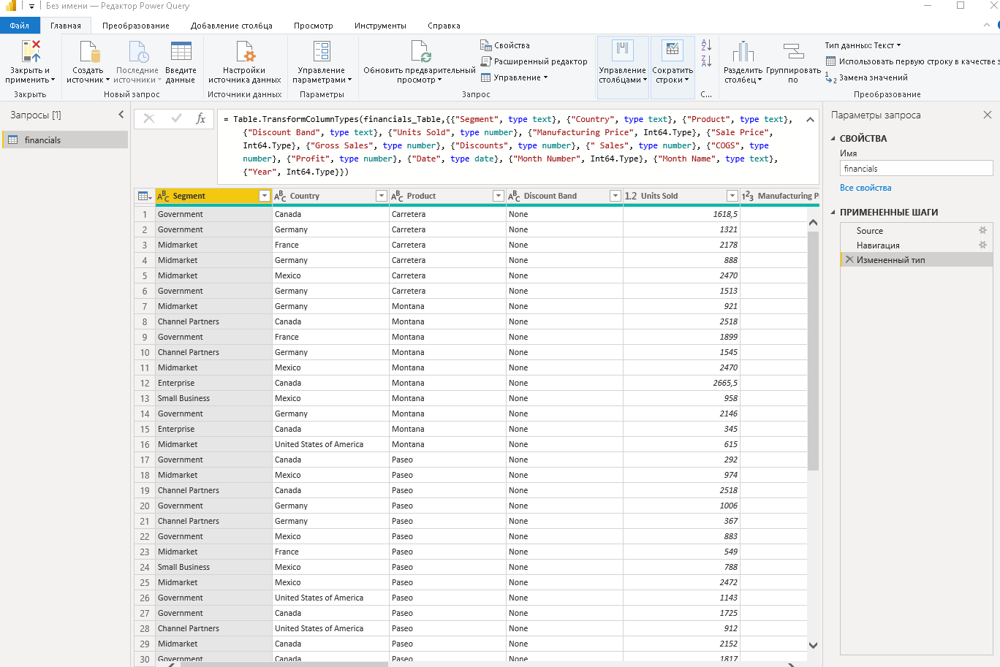 Без имени — Редактор Power Query
Файл Главная Преобразование Добавление столбца Просмотр Инструменты Справка
Закрыть и применить
Закрыть
Создать источник
Последние источники
Введите данные
Новый запрос
Настройки источника данных
Источники данных
Управление параметрами
Параметры
Обновить предварительный просмотр
Свойства
Расширенный редактор
Управление
Запрос
Управление столбцами
Сократить строки
С...
Разделить столбец
Группировать по
Тип данных: Текст
Использовать первую строку в качестве з
Замена значений
Преобразование
Запросы [1]
financials
= Table.TransformColumnTypes(financials_Table,{{"Segment", type text}, {"Country", type text}, {"Product", type text},
{"Discount Band", type text}, {"Units Sold", type number}, {"Manufacturing Price", Int64.Type}, {"Sale Price",
Int64.Type}, {"Gross Sales", type number}, {"Discounts", type number}, {" Sales", type number}, {"COGS", type
number}, {"Profit", type number}, {"Date", type date}, {"Month Number", Int64.Type}, {"Month Name", type text},
{"Year", Int64.Type}})
ABC Segment ABC Country ABC Product ABC Discount Band 1.2 Units Sold 123 Manufacturing P
1 Government Canada Carretera None 1618,5
2 Government Germany Carretera None 1321
3 Midmarket France Carretera None 2178
4 Midmarket Germany Carretera None 888
5 Midmarket Mexico Carretera None 2470
6 Government Germany Carretera None 1513
7 Midmarket Germany Montana None 921
8 Channel Partners Canada Montana None 2518
9 Government France Montana None 1899
10 Channel Partners Germany Montana None 1545
11 Midmarket Mexico Montana None 2470
12 Enterprise Canada Montana None 2665,5
13 Small Business Mexico Montana None 958
14 Government Germany Montana None 2146
15 Enterprise Canada Montana None 345
16 Midmarket United States of America Montana None 615
17 Government Canada Paseo None 292
18 Midmarket Mexico Paseo None 974
19 Channel Partners Canada Paseo None 2518
20 Government Germany Paseo None 1006
21 Channel Partners Germany Paseo None 367
22 Government Mexico Paseo None 883
23 Midmarket France Paseo None 549
24 Small Business Mexico Paseo None 788
25 Midmarket Mexico Paseo None 2472
26 Government United States of America Paseo None 1143
27 Government Canada Paseo None 1725
28 Channel Partners United States of America Paseo None 912
29 Midmarket Canada Paseo None 2152
30 Government Canada Paseo None 1817
Параметры запроса
СВОЙСТВА
Имя
financials
Все свойства
ПРИМЕНЕННЫЕ ШАГИ
Source
Навигация
Измененный тип